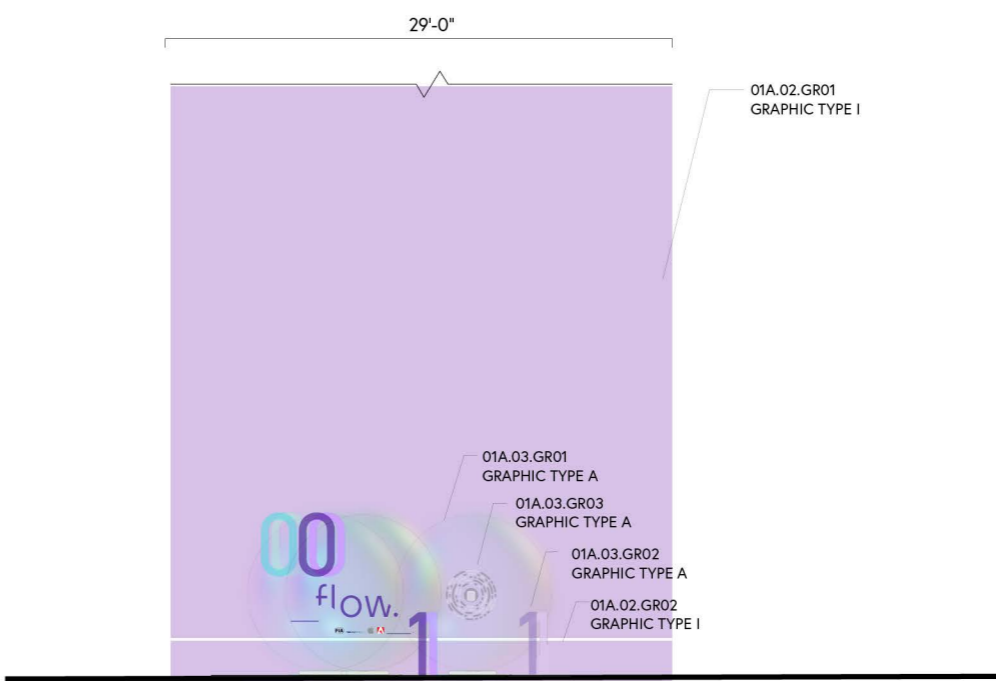 29'-0"
01A.02.GR01
GRAPHIC TYPE I
01A.03.GR01
GRAPHIC TYPE A
01A.03.GR03
GRAPHIC TYPE A
01A.03.GR02
GRAPHIC TYPE A
01A.02.GR02
GRAPHIC TYPE I
00
flow.
1 1